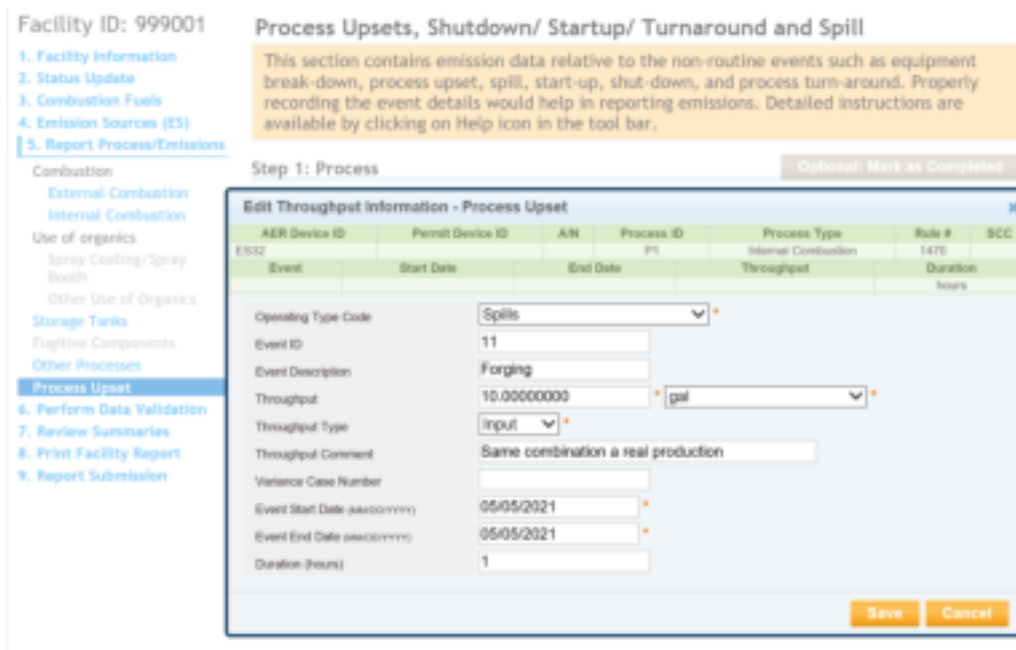 Facility ID: 999001
1. Facility Information
2. Status Update
3. Combustion Fuels
4. Emission Sources (ES)
5. Report Process/Emissions
Combustion
External Combustion
Internal Combustion
Use of organics
Spray Coating/Spray
Booth
Other Use of Organics
Storage Tanks
Fugitive Components
Other Processes
Process Upset
6. Perform Data Validation
7. Review Summaries
8. Print Facility Report
9. Report Submission
Process Upsets, Shutdown/ Startup/ Turnaround and Spill
This section contains emission data relative to the non-routine events such as equipment
break-down, process upset, spill, start-up, shut-down, and process turn-around. Properly
recording the event details would help in reporting emissions. Detailed instructions are
available by clicking on Help icon in the tool bar.
Step 1: Process
Optional: Mark as Completed
Edit Throughput Information - Process Upset
AER Device ID Permit Device ID A/N Process ID Process Type Rule # SCC
ES32 P1 Internal Combustion 1470
Event Start Date End Date Throughput Duration
hours
Operating Type Code Spills *
Event ID 11
Event Description Forging
Throughput 10.00000000 * gal *
Throughput Type Input *
Throughput Comment Same combination a real production
Variance Case Number
Event Start Date (MM/DD/YYYY) 05/05/2021 *
Event End Date (MM/DD/YYYY) 05/05/2021 *
Duration (hours) 1
Save Cancel